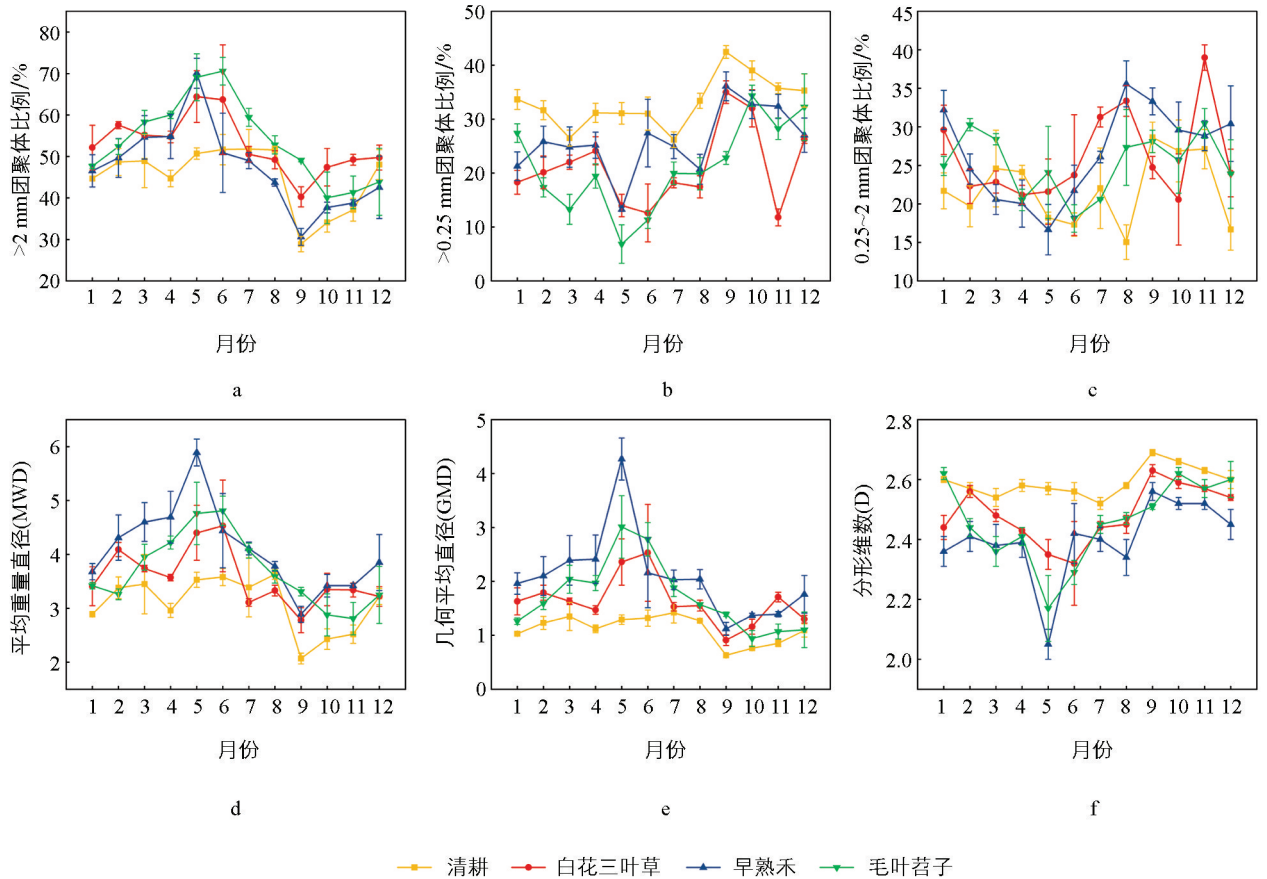 >2 mm团聚体比例/%
80
70
60
50
40
30
20
1 2 3 4 5 6 7 8 9 10 11 12
月份
a
>0.25 mm团聚体比例/%
50
40
30
20
10
0
1 2 3 4 5 6 7 8 9 10 11 12
月份
b
0.25~2 mm团聚体比例/%
45
40
35
30
25
20
15
10
1 2 3 4 5 6 7 8 9 10 11 12
月份
c
平均重量直径(MWD)
6
5
4
3
2
1 2 3 4 5 6 7 8 9 10 11 12
月份
d
几何平均直径(GMD)
5
4
3
2
1
0
1 2 3 4 5 6 7 8 9 10 11 12
月份
e
分形维数(D)
2.8
2.6
2.4
2.2
2.0
1 2 3 4 5 6 7 8 9 10 11 12
月份
f
清耕 白花三叶草 早熟禾 毛叶苕子